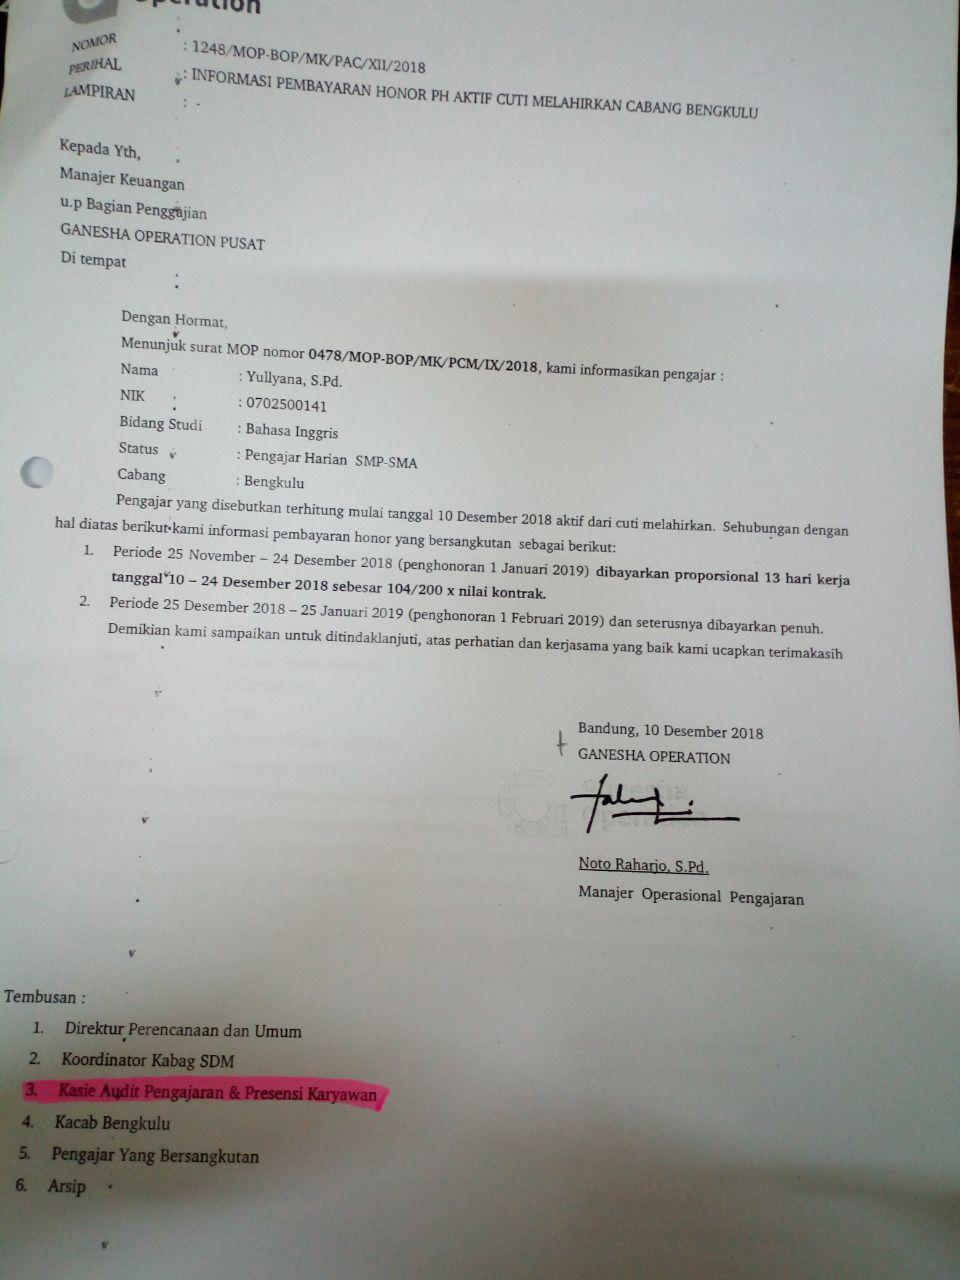 Operation
NOMOR : 1248/MOP-BOP/MK/PAC/XII/2018
PERIHAL : INFORMASI PEMBAYARAN HONOR PH AKTIF CUTI MELAHIRKAN CABANG BENGKULU
LAMPIRAN : -
Kepada Yth,
Manajer Keuangan
u.p Bagian Penggajian
GANESHA OPERATION PUSAT
Di tempat
Dengan Hormat,
Menunjuk surat MOP nomor 0478/MOP-BOP/MK/PCM/IX/2018, kami informasikan pengajar :
Nama : Yullyana, S.Pd.
NIK : 0702500141
Bidang Studi : Bahasa Inggris
Status : Pengajar Harian SMP-SMA
Cabang : Bengkulu
Pengajar yang disebutkan terhitung mulai tanggal 10 Desember 2018 aktif dari cuti melahirkan. Sehubungan dengan
hal diatas berikut kami informasi pembayaran honor yang bersangkutan sebagai berikut:
1. Periode 25 November – 24 Desember 2018 (penghonoran 1 Januari 2019) dibayarkan proporsional 13 hari kerja
tanggal 10 – 24 Desember 2018 sebesar 104/200 x nilai kontrak.
2. Periode 25 Desember 2018 – 25 Januari 2019 (penghonoran 1 Februari 2019) dan seterusnya dibayarkan penuh.
Demikian kami sampaikan untuk ditindaklanjuti, atas perhatian dan kerjasama yang baik kami ucapkan terimakasih
Bandung, 10 Desember 2018
GANESHA OPERATION
Noto Raharjo, S.Pd.
Manajer Operasional Pengajaran
Tembusan :
1. Direktur Perencanaan dan Umum
2. Koordinator Kabag SDM
3. Kasie Audit Pengajaran & Presensi Karyawan
4. Kacab Bengkulu
5. Pengajar Yang Bersangkutan
6. Arsip